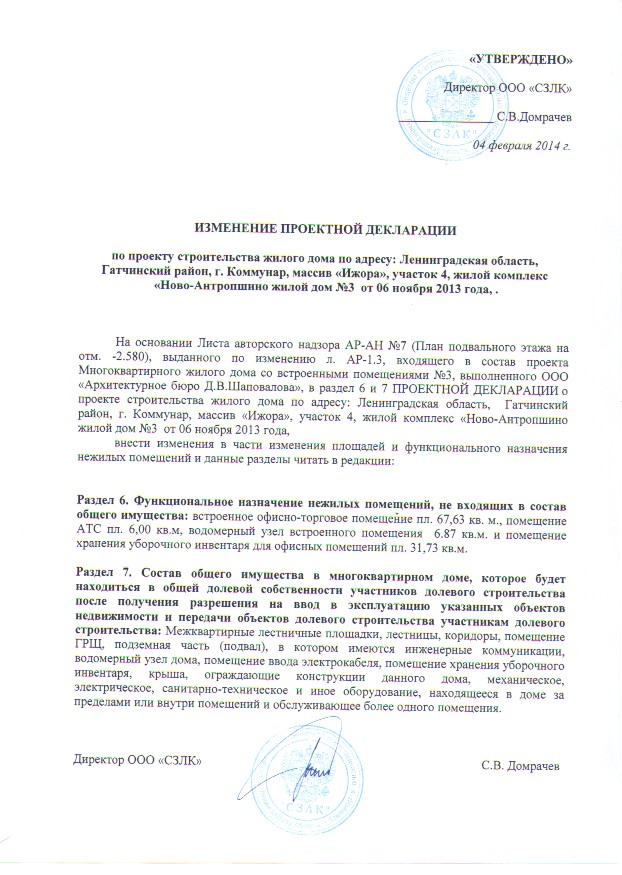 «УТВЕРЖДЕНО»
Директор ООО «СЗЛК»
С.В.Домрачев
"СЗЛК"
04 февраля 2014 г.
ИЗМЕНЕНИЕ ПРОЕКТНОЙ ДЕКЛАРАЦИИ
по проекту строительства жилого дома по адресу: Ленинградская область,
Гатчинский район, г. Коммунар, массив «Ижора», участок 4, жилой комплекс
«Ново-Антропшино жилой дом №3 от 06 ноября 2013 года, .
На основании Листа авторского надзора АР-АН №7 (План подвального этажа на
отм. -2.580), выданного по изменению л. АР-1.3, входящего в состав проекта
Многоквартирного жилого дома со встроенными помещениями №3, выполненного ООО
«Архитектурное бюро Д.В.Шаповалова», в раздел 6 и 7 ПРОЕКТНОЙ ДЕКЛАРАЦИИ о
проекте строительства жилого дома по адресу: Ленинградская область, Гатчинский
район, г. Коммунар, массив «Ижора», участок 4, жилой комплекс «Ново-Антропшино
жилой дом №3 от 06 ноября 2013 года,
внести изменения в части изменения площадей и функционального назначения
нежилых помещений и данные разделы читать в редакции:
Раздел 6. Функциональное назначение нежилых помещений, не входящих в состав
общего имущества: встроенное офисно-торговое помещение пл. 67,63 кв. м., помещение
АТС пл. 6,00 кв.м, водомерный узел встроенного помещения 6.87 кв.м. и помещение
хранения уборочного инвентаря для офисных помещений пл. 31,73 кв.м.
Раздел 7. Состав общего имущества в многоквартирном доме, которое будет
находиться в общей долевой собственности участников долевого строительства
после получения разрешения на ввод в эксплуатацию указанных объектов
недвижимости и передачи объектов долевого строительства участникам долевого
строительства: Межквартирные лестничные площадки, лестницы, коридоры, помещение
ГРЩ, подземная часть (подвал), в котором имеются инженерные коммуникации,
водомерный узел дома, помещение ввода электрокабеля, помещение хранения уборочного
инвентаря, крыша, ограждающие конструкции данного дома, механическое,
электрическое, санитарно-техническое и иное оборудование, находящееся в доме за
пределами или внутри помещений и обслуживающее более одного помещения.
Директор ООО «СЗЛК»
С.В. Домрачев
СЗЛК"